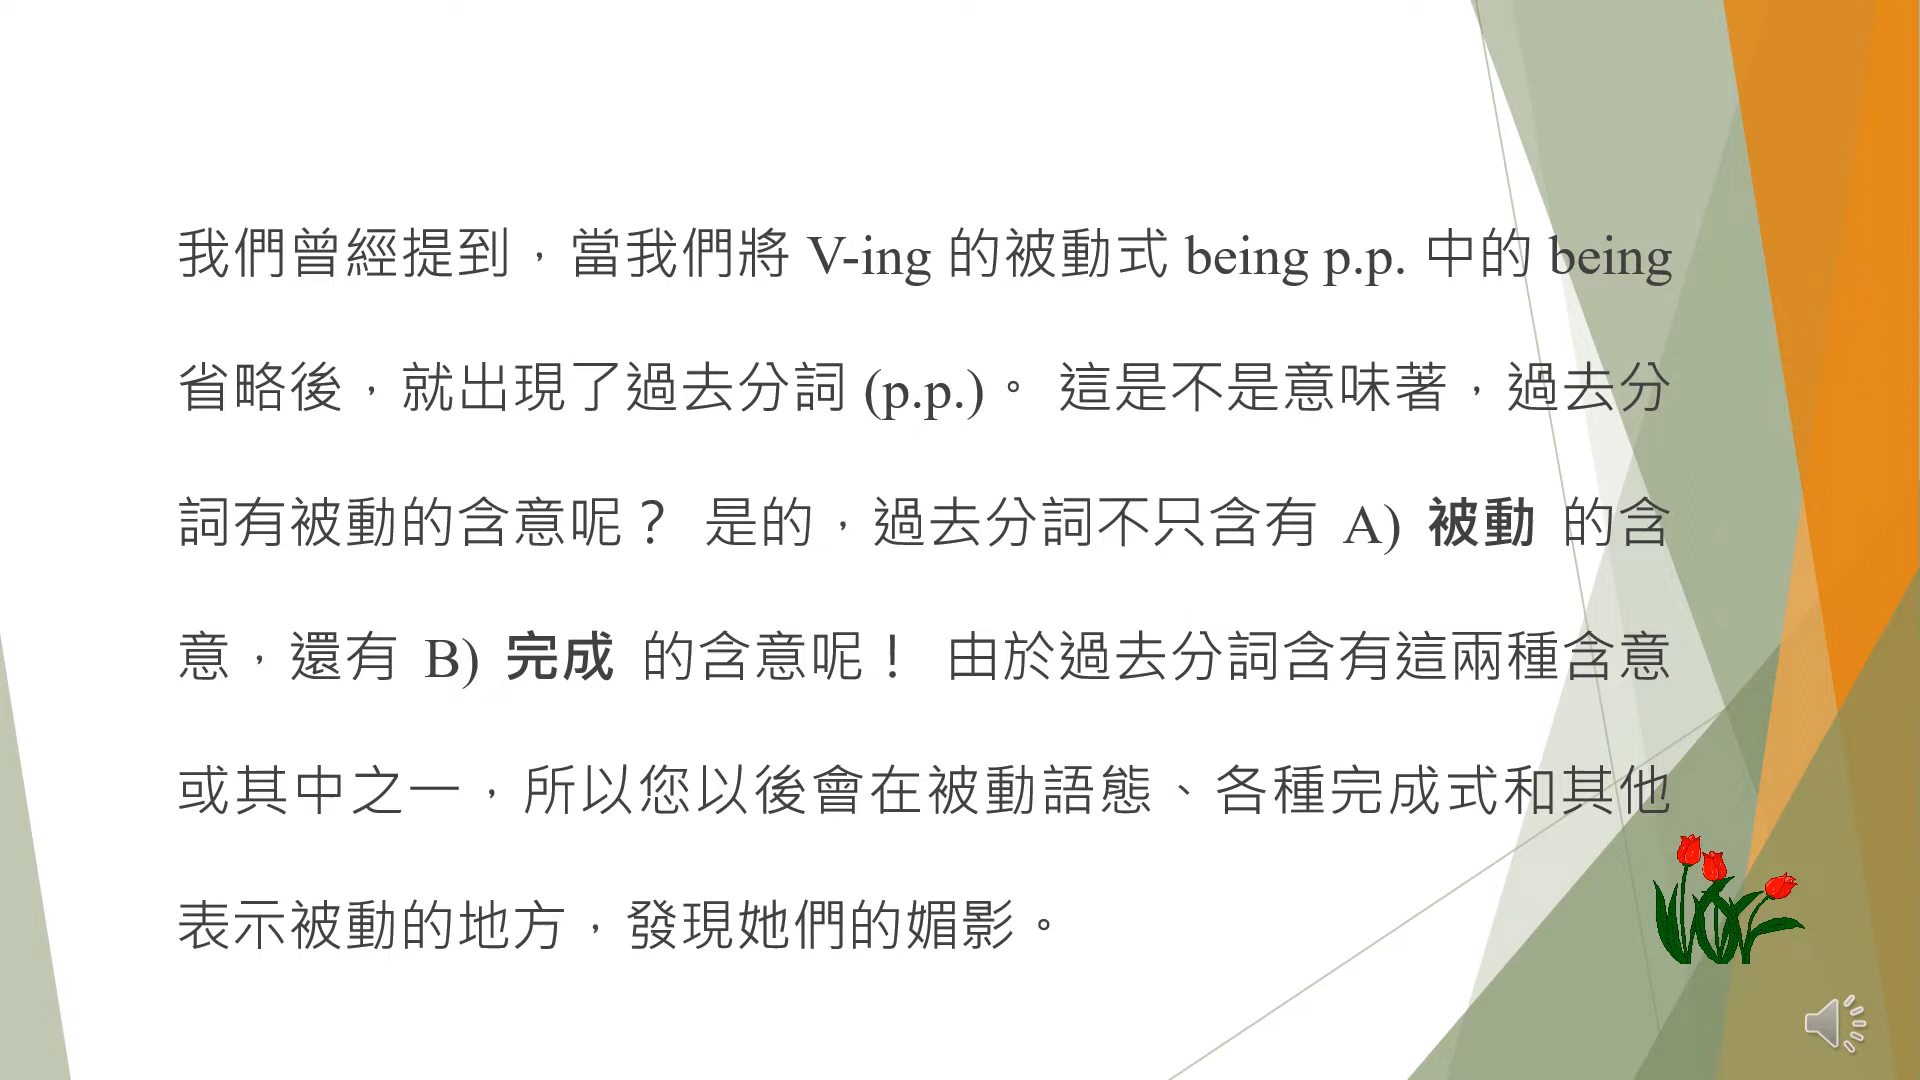 我們曾經提到，當我們將 V-ing 的被動式 being p.p. 中的 being
省略後，就出現了過去分詞 (p.p.)。 這是不是意味著，過去分
詞有被動的含意呢？ 是的，過去分詞不只含有 A) 被動 的含
意，還有 B) 完成 的含意呢！ 由於過去分詞含有這兩種含意
或其中之一，所以您以後會在被動語態、各種完成式和其他
表示被動的地方，發現她們的媚影。